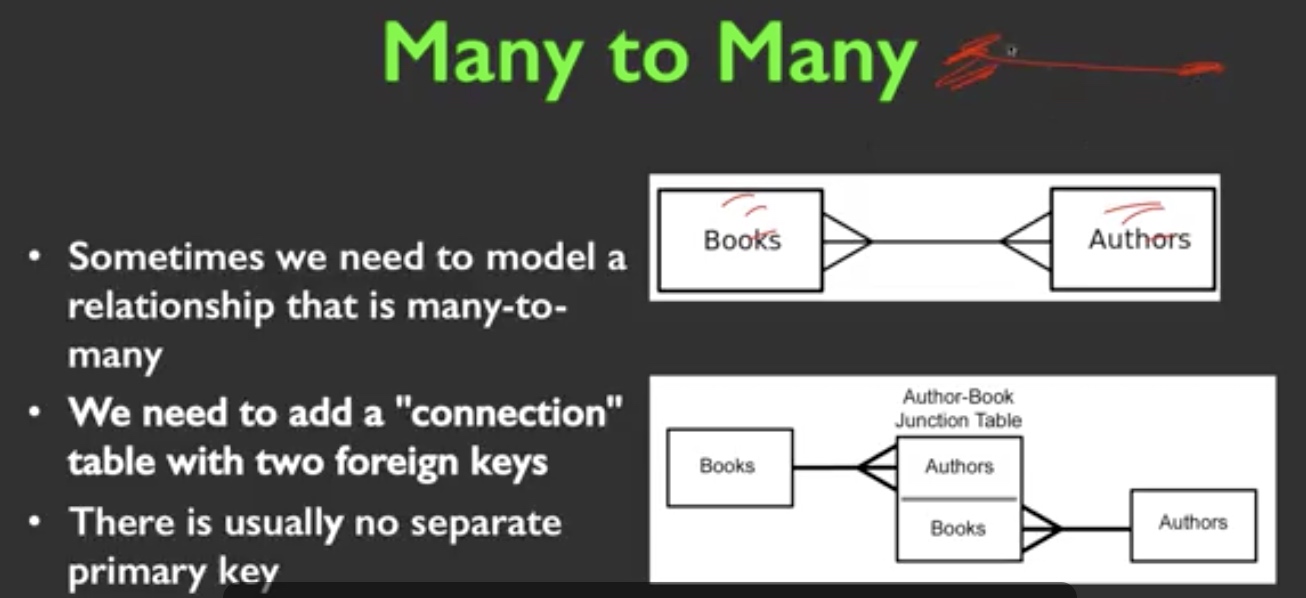 Many to Many
• Sometimes we need to model a
relationship that is many-to-
many
• We need to add a "connection"
table with two foreign keys
• There is usually no separate
primary key
Books
Authors
Author-Book
Junction Table
Books
Authors
Books
Authors